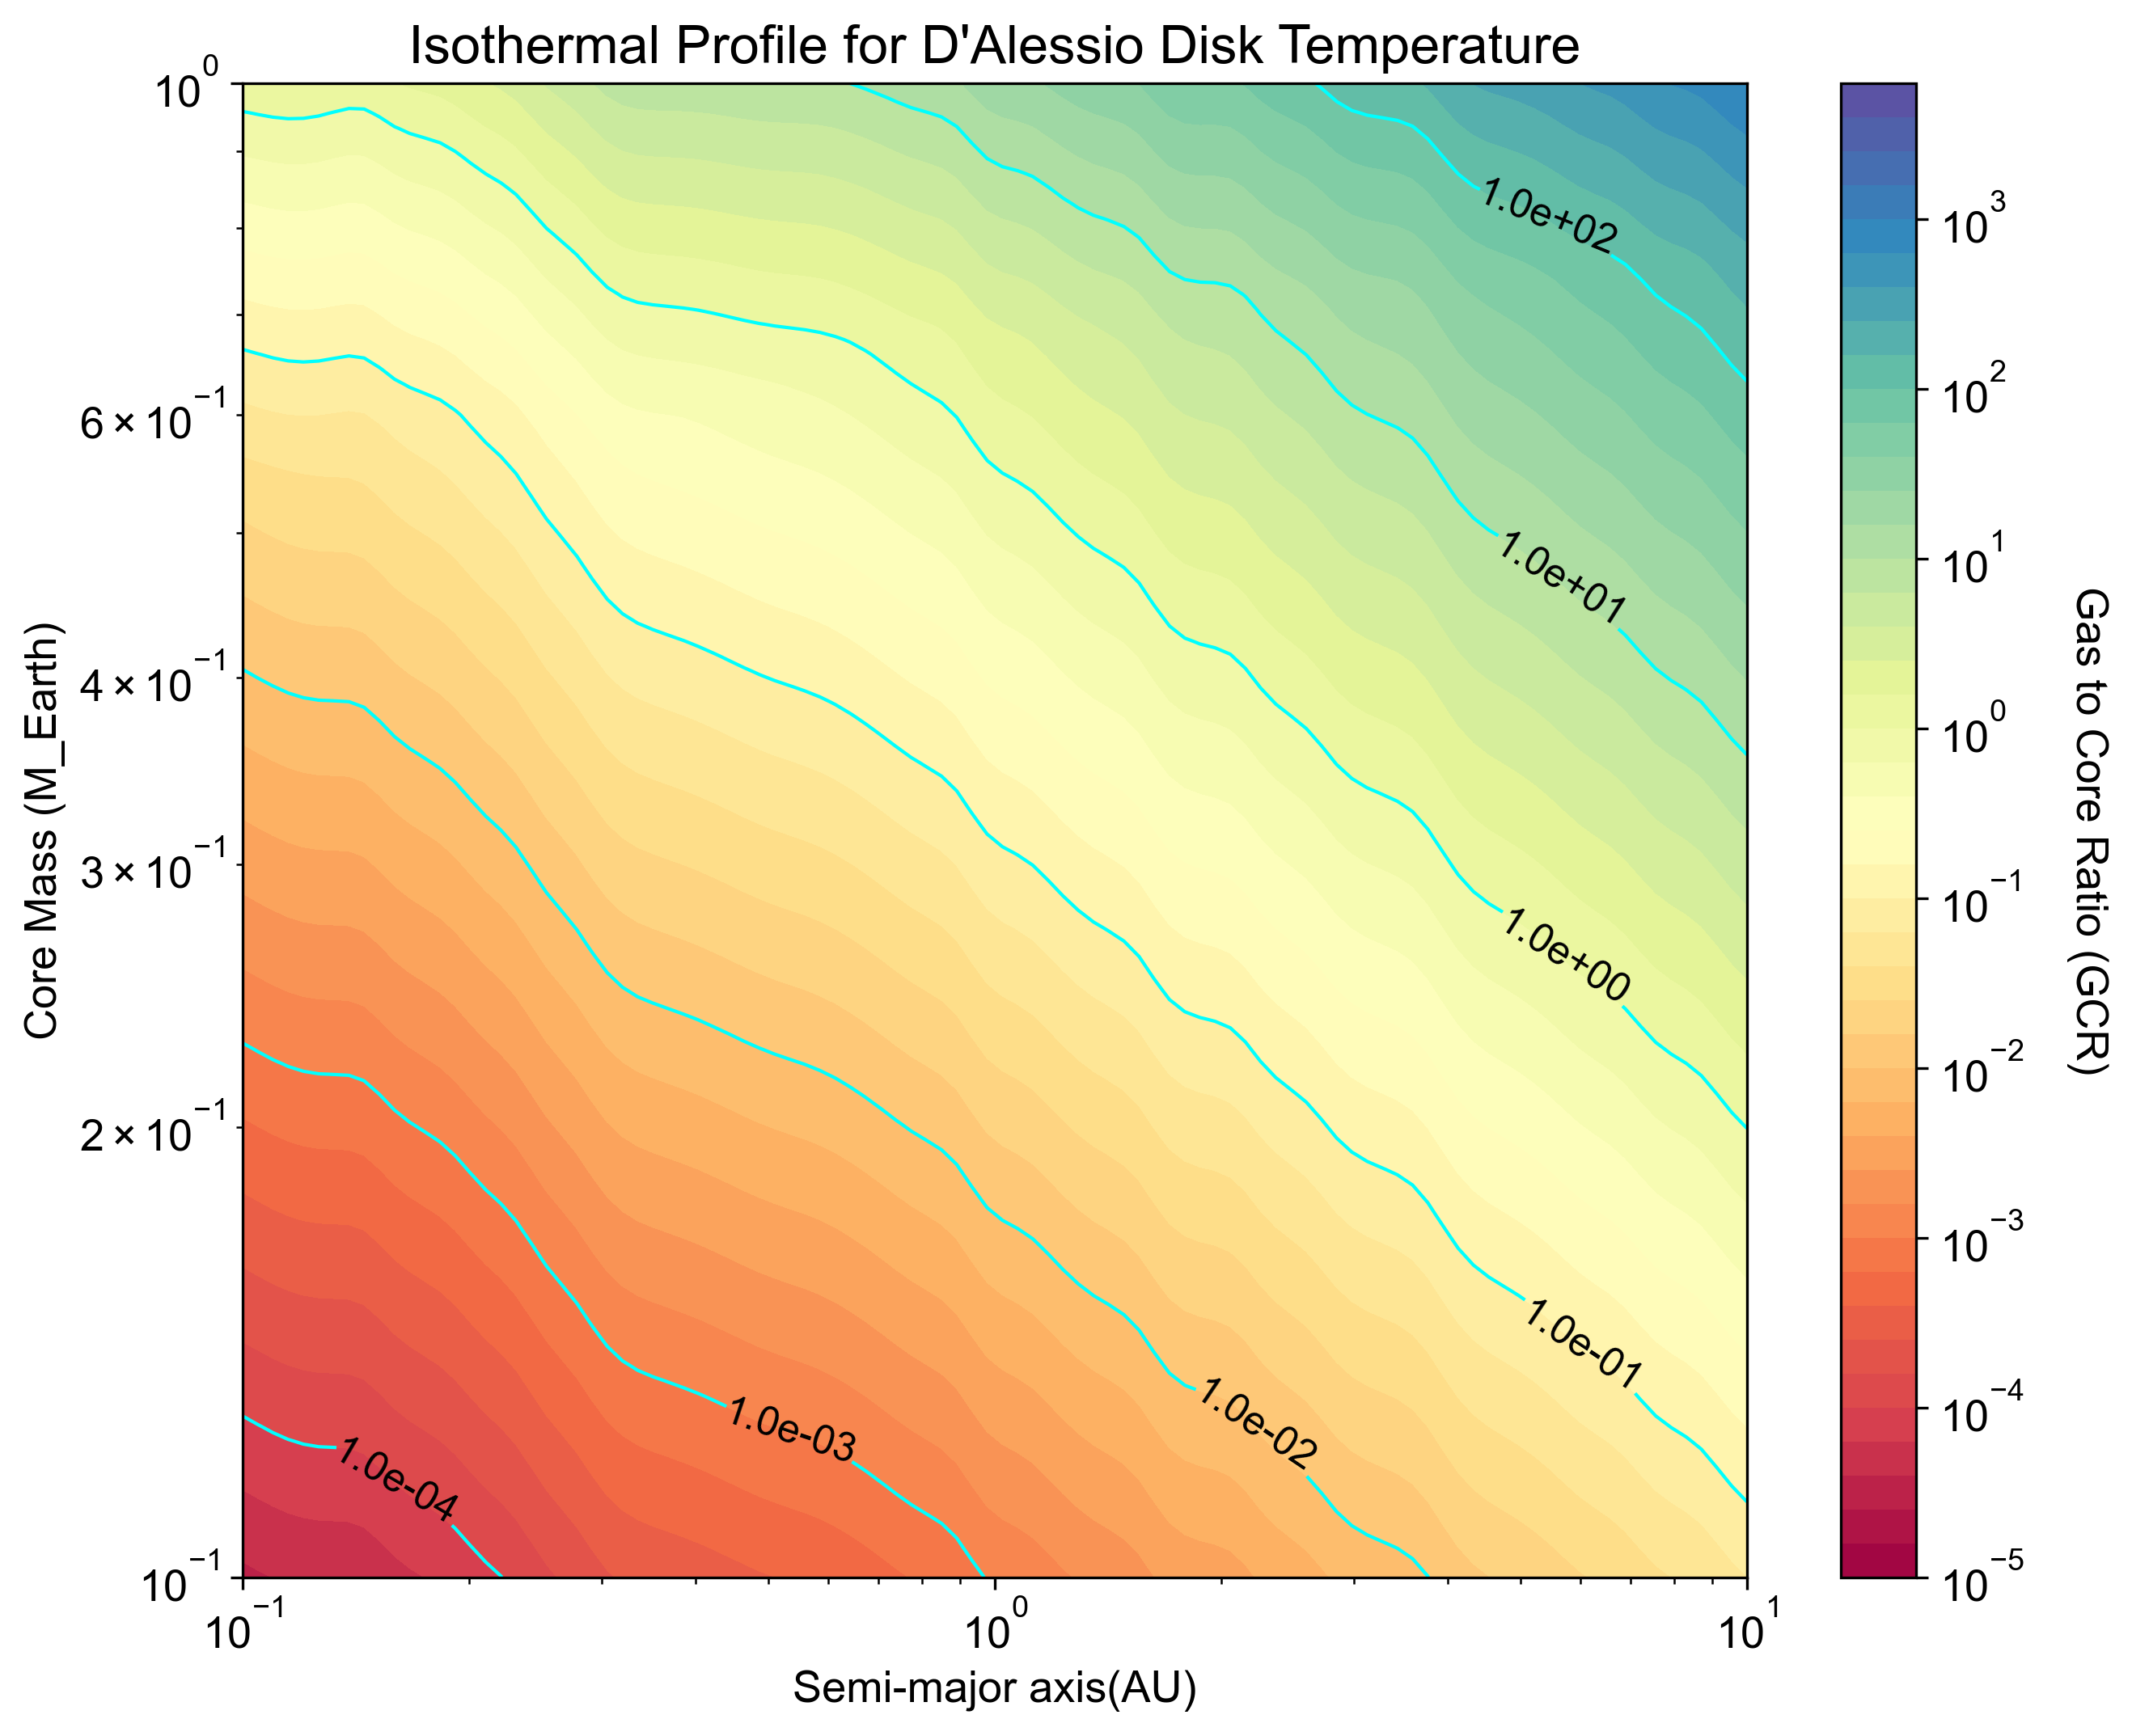 Isothermal Profile for D'Alessio Disk Temperature
10^0
6×10^−1
4×10^−1
3×10^−1
2×10^−1
10^−1
Core Mass (M_Earth)
1.0e+02
1.0e+01
1.0e+00
1.0e-01
1.0e-02
1.0e-03
1.0e-04
10^−1
10^0
10^1
Semi-major axis(AU)
10^3
10^2
10^1
10^0
10^−1
10^−2
10^−3
10^−4
10^−5
Gas to Core Ratio (GCR)